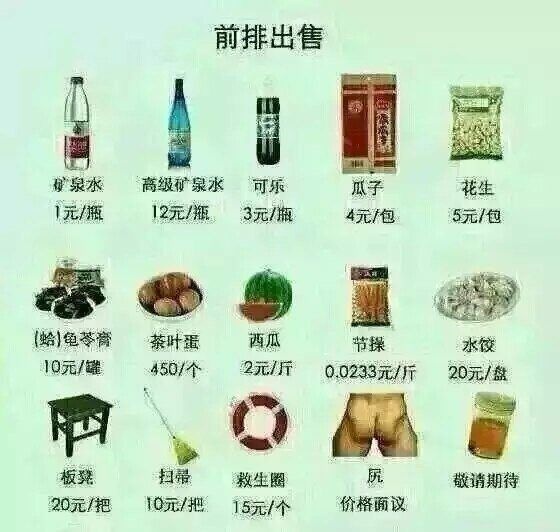 前排出售
矿泉水 高级矿泉水 可乐 瓜子 花生
1元/瓶 12元/瓶 3元/瓶 4元/包 5元/包
(蛤)龟苓膏 茶叶蛋 西瓜 节操 水饺
10元/罐 450/个 2元/斤 0.0233元/斤 20元/盘
板凳 扫帚 救生圈 尻 敬请期待
20元/把 10元/把 15元/个 价格面议